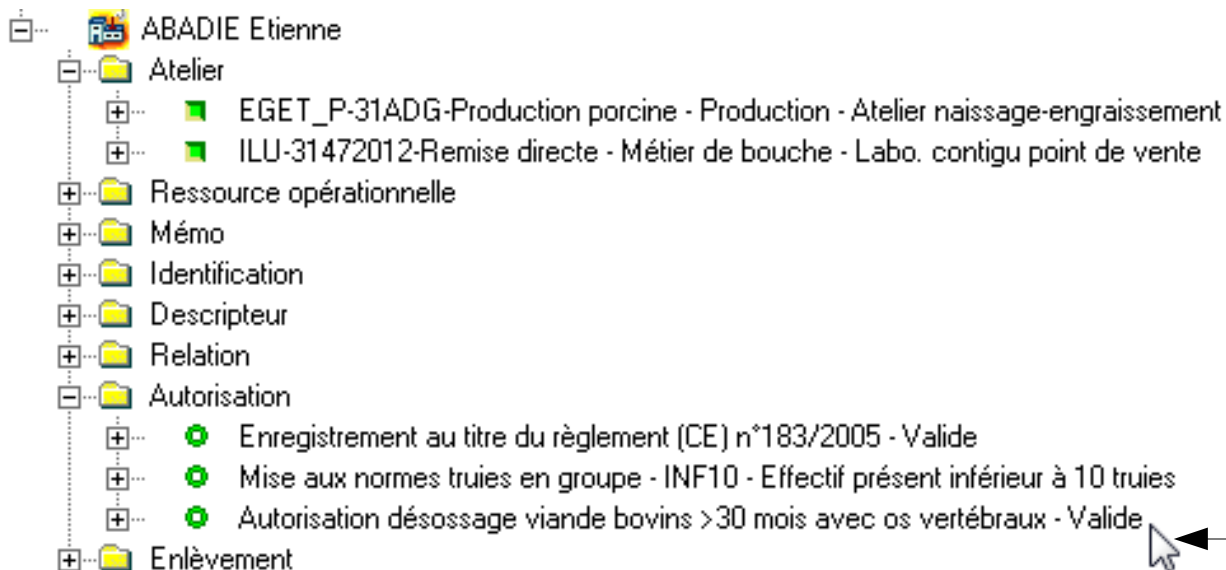 ABADIE Etienne
Atelier
EGET_P-31ADG-Production porcine - Production - Atelier naissage-engraissement
ILU-31472012-Remise directe - Métier de bouche - Labo. contigu point de vente
Ressource opérationnelle
Mémo
Identification
Descripteur
Relation
Autorisation
Enregistrement au titre du règlement (CE) n°183/2005 - Valide
Mise aux normes truies en groupe - INF10 - Effectif présent inférieur à 10 truies
Autorisation désossage viande bovins >30 mois avec os vertébraux - Valide
Enlèvement